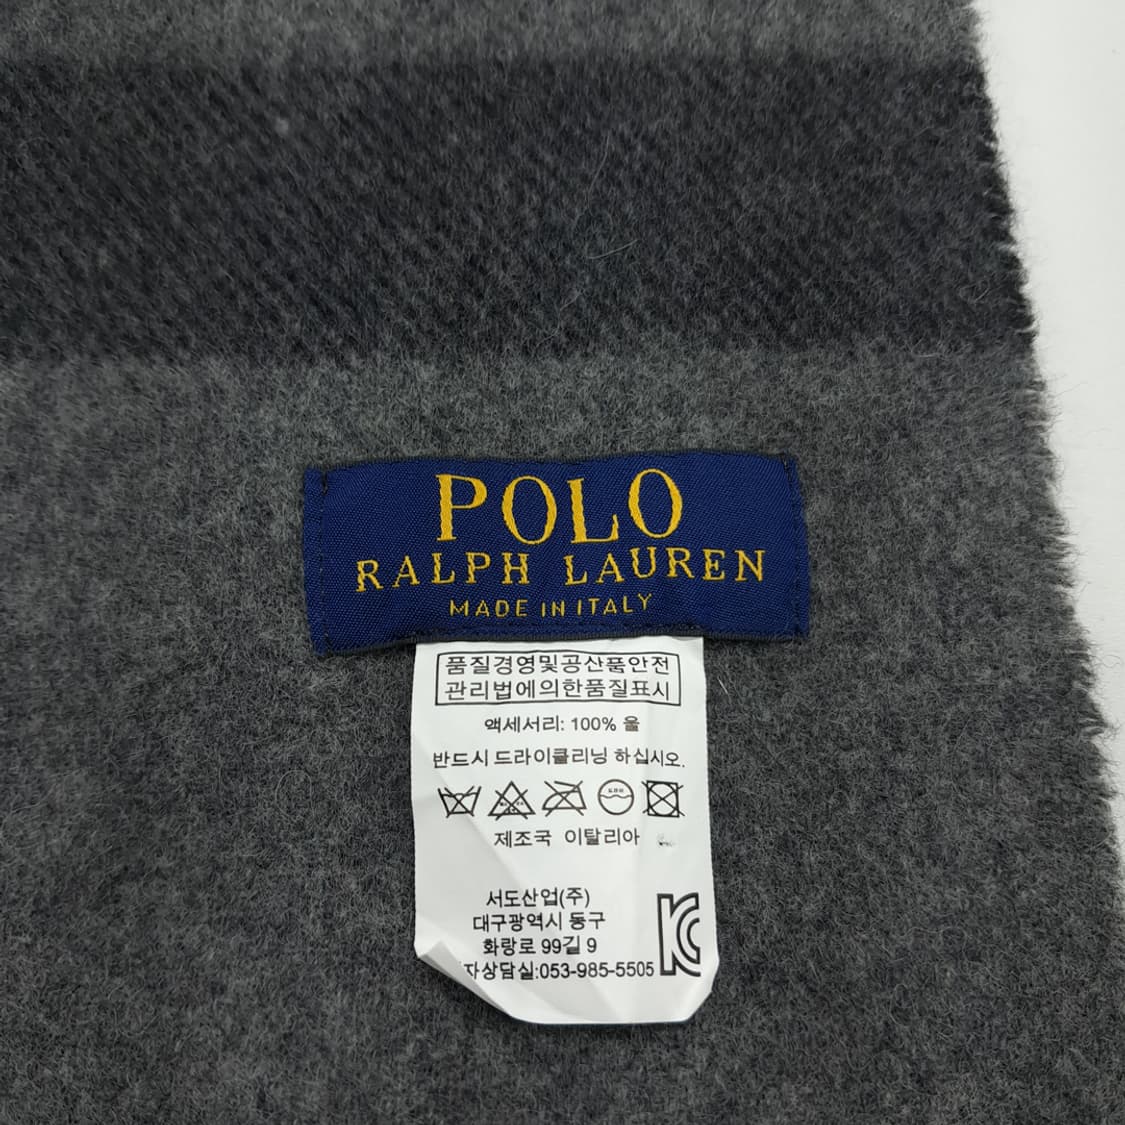 POLO
RALPH LAUREN
MADE IN ITALY
품질경영및공산품안전
관리법에의한품질표시
액세서리: 100% 울
반드시 드라이클리닝 하십시오.
제조국 이탈리아
서도산업(주)
대구광역시 동구
화랑로 99길 9
자상담실:053-985-5505